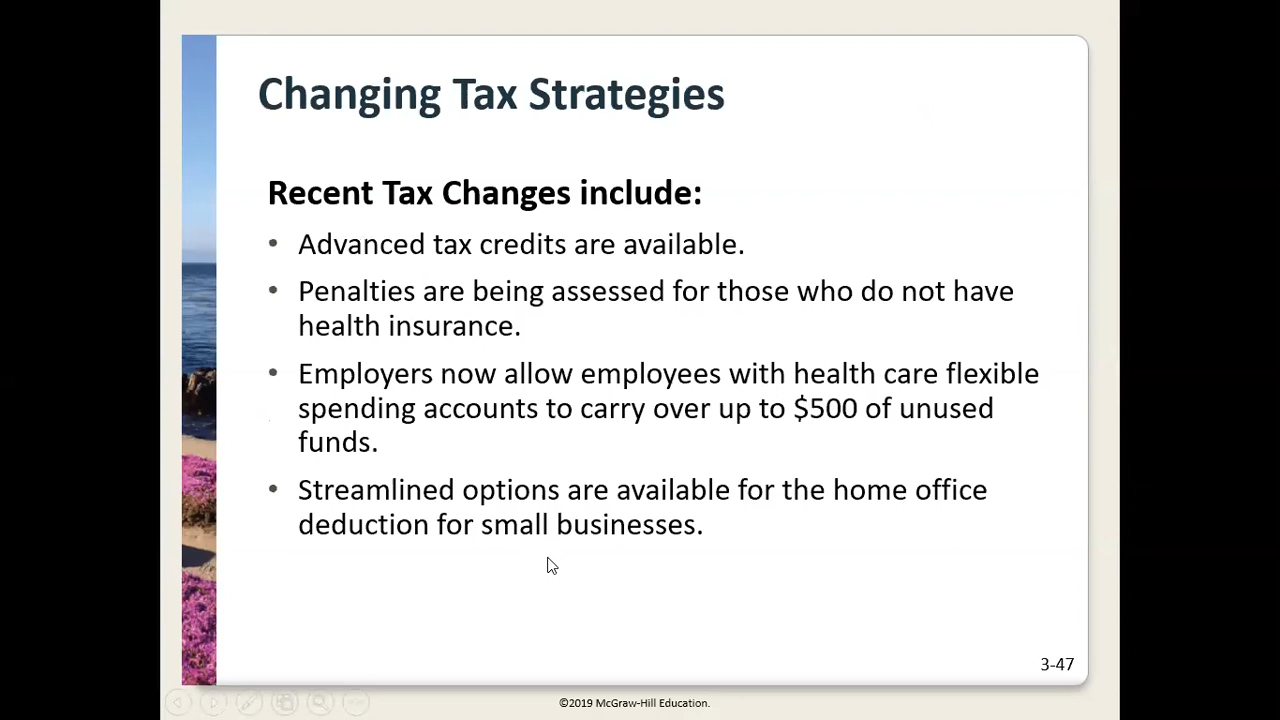 Changing Tax Strategies
Recent Tax Changes include:
• Advanced tax credits are available.
• Penalties are being assessed for those who do not have
health insurance.
• Employers now allow employees with health care flexible
spending accounts to carry over up to $500 of unused
funds.
• Streamlined options are available for the home office
deduction for small businesses.
3-47
©2019 McGraw-Hill Education.